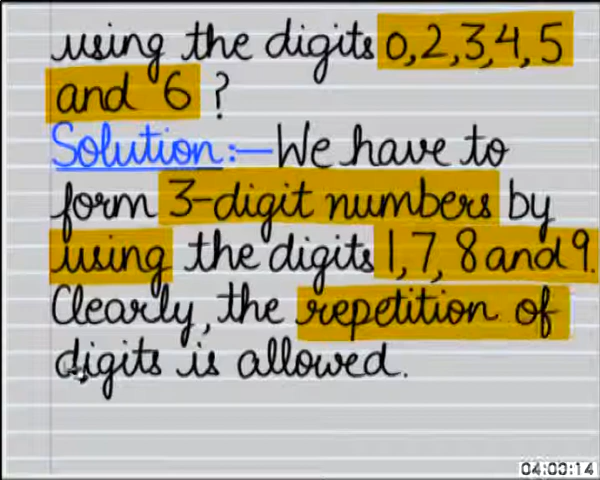 using the digits 0,2,3,4,5
and 6 ?
Solution:- We have to
form 3-digit numbers by
using the digits 1,7, 8 and 9.
Clearly, the repetition of
digits is allowed.
04:00:14